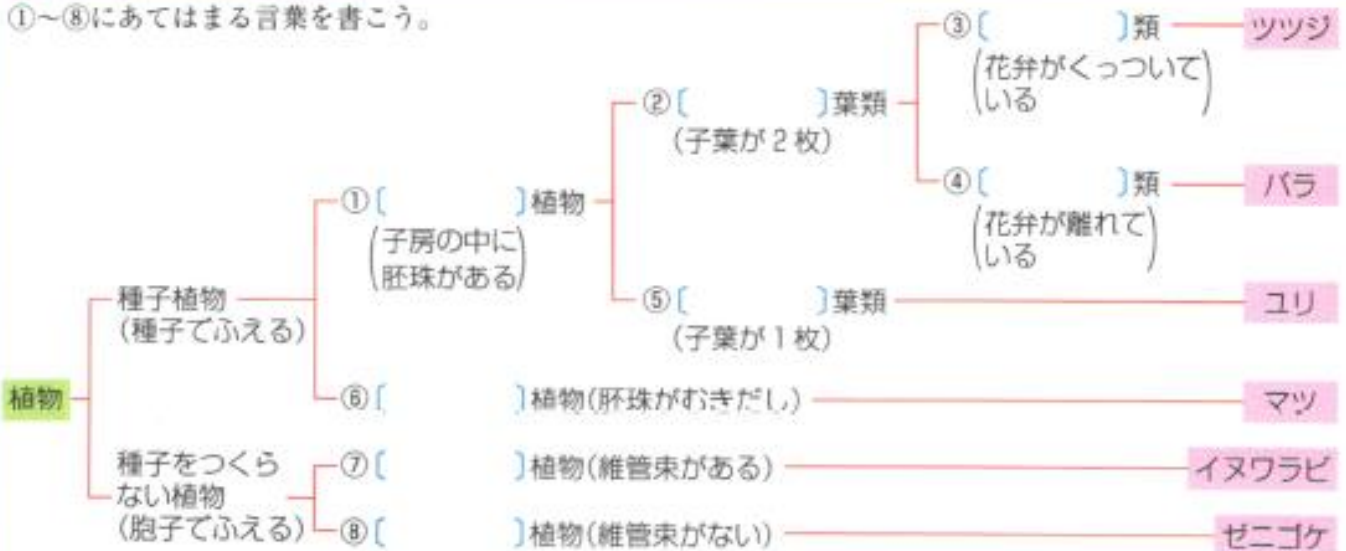 ①~⑧にあてはまる言葉を書こう。
③〔 〕類
ツツジ
(花弁がくっついて
いる)
②〔 〕葉類
(子葉が2枚)
④〔 〕類
バラ
(花弁が離れて
いる)
①〔 〕植物
(子房の中に
胚珠がある)
種子植物
(種子でふえる)
⑤〔 〕葉類
ユリ
(子葉が1枚)
植物
⑥〔 〕植物(胚珠がむきだし)
マツ
種子をつくら
ない植物
(胞子でふえる)
⑦〔 〕植物(維管束がある)
イヌワラビ
⑧〔 〕植物(維管束がない)
ゼニゴケ